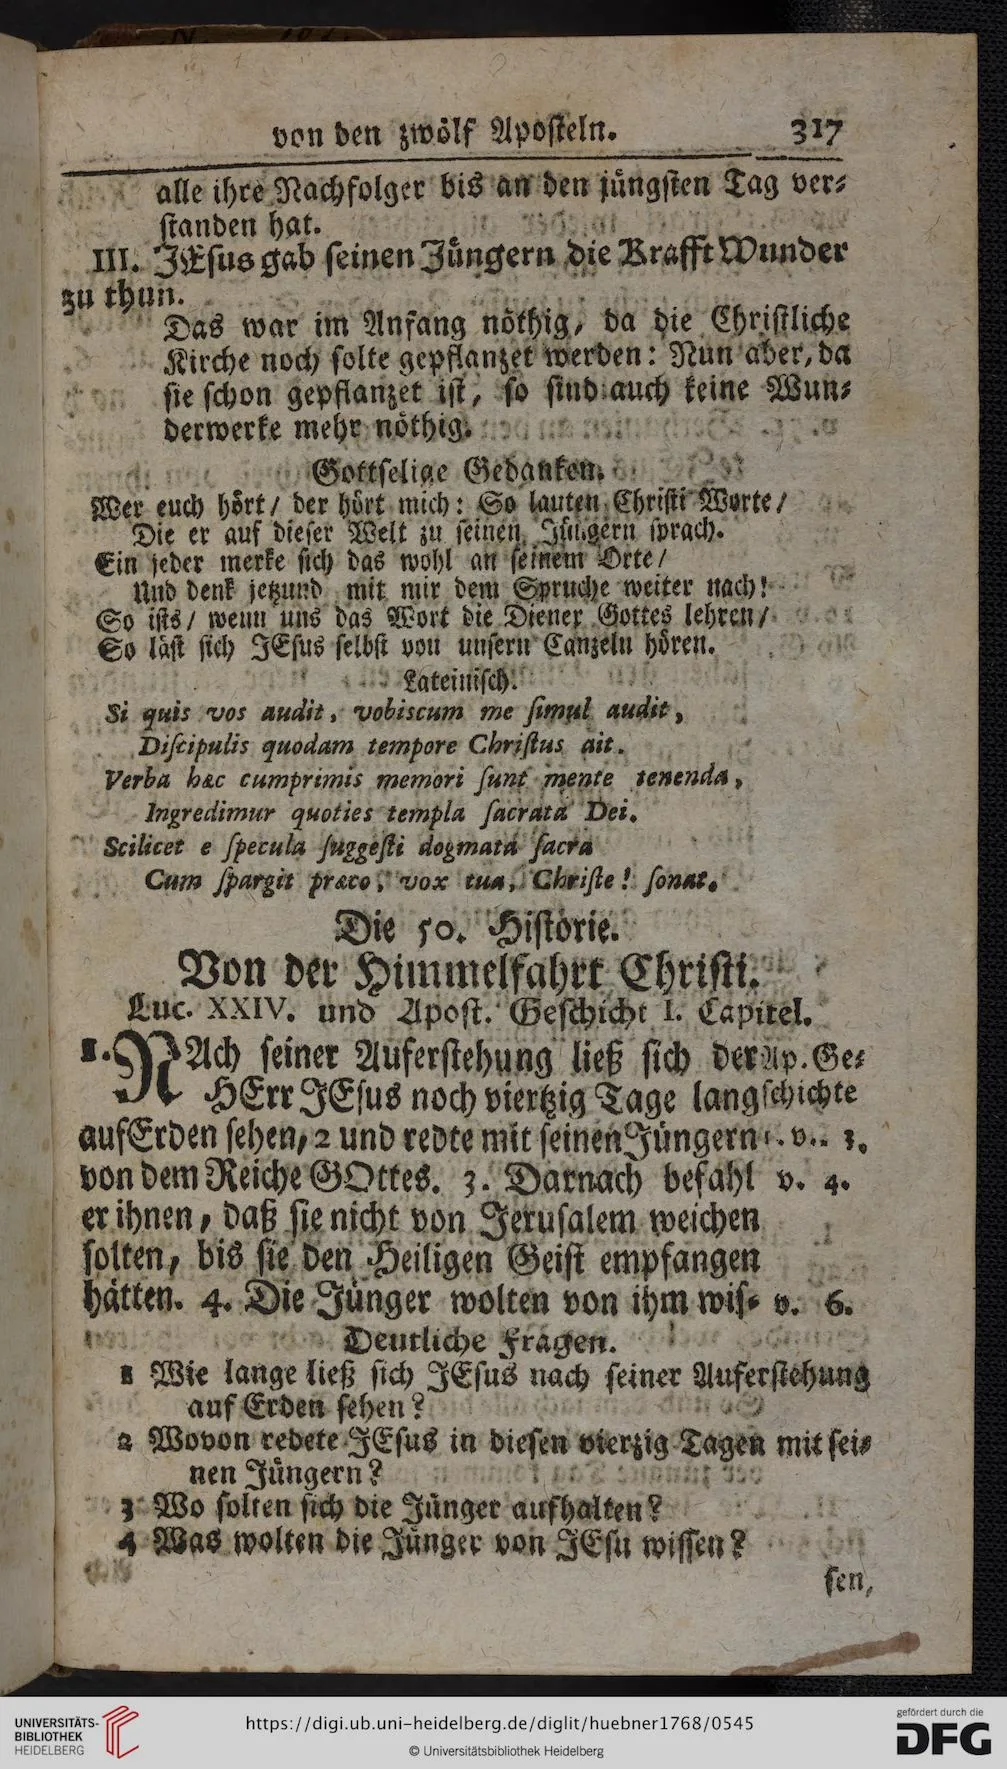 von den zwölf Aposteln. 317
alle ihre Nachfolger bis an den jüngsten Tag ver⸗
standen hat.
III. JEsus gab seinen Jüngern die Krafft Wunder
zu thun.
Das war im Anfang nöthig, da die Christliche
Kirche noch solte gepflanzet werden: Nun aber, da
sie schon gepflanzet ist, so sind auch keine Wun⸗
derwerke mehr nöthig.
Gottselige Gedanken.
Wer euch hört/ der hört mich: So lauten Christi Worte/
Die er auf dieser Welt zu seinen Jüngern sprach.
Ein jeder merke sich das wohl an seinem Orte/
Und denk jetzund mit mir dem Spruche weiter nach!
So ists/ wenn uns das Wort die Diener Gottes lehren/
So läst sich JEsus selbst von unsern Canzeln hören.
Lateinisch.
Si quis vos audit, vobiscum me ſimul audit,
Diſcipulis quodam tempore Chriſtus ait.
Verba hæc cumprimis memori ſunt mente tenenda,
Ingredimur quoties templa ſacrata Dei.
Scilicet e ſpecula ſuggeſti dogmata ſacra
Cum ſpargit præco, vox tua, Chriſte! ſonat.
Die 50. Historie.
Von der Himmelfahrt Christi.
Luc. XXIV. und Apost. Geschicht I. Capitel.
1. NAch seiner Auferstehung ließ sich der Ap. Ge⸗
HErr JEsus noch viertzig Tage lang schichte
auf Erden sehen, 2 und redte mit seinen Jüngern 1. v. 3.
von dem Reiche GOttes. 3. Darnach befahl v. 4.
er ihnen, daß sie nicht von Jerusalem weichen
solten, bis sie den Heiligen Geist empfangen
hätten. 4. Die Jünger wolten von ihm wis⸗ v. 6.
Deutliche Fragen.
1 Wie lange ließ sich JEsus nach seiner Auferstehung
auf Erden sehen?
2 Wovon redete JEsus in diesen vierzig Tagen mit sei⸗
nen Jüngern?
3 Wo solten sich die Jünger aufhalten?
4 Was wolten die Jünger von JEsu wissen?
sen,
UNIVERSITÄTS-
BIBLIOTHEK
HEIDELBERG
https://digi.ub.uni-heidelberg.de/diglit/huebner1768/0545
© Universitätsbibliothek Heidelberg
gefördert durch die
DFG